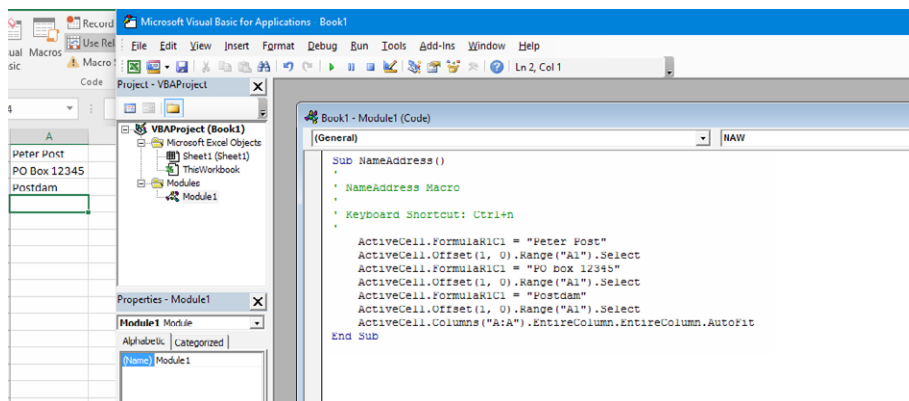 Record
Use Rel
ual Macros
sic
Macro
Code
4
A
Peter Post
PO Box 12345
Postdam
Microsoft Visual Basic for Applications - Book1
File Edit View Insert Format Debug Run Tools Add-Ins Window Help
Ln 2, Col 1
Project - VBAProject
VBAProject (Book1)
Microsoft Excel Objects
Sheet1 (Sheet1)
ThisWorkbook
Modules
Module1
Properties - Module1
Module1 Module
Alphabetic Categorized
(Name) Module1
Book1 - Module1 (Code)
(General) NAW
Sub NameAddress()
'
' NameAddress Macro
'
' Keyboard Shortcut: Ctrl+n
'
ActiveCell.FormulaR1C1 = "Peter Post"
ActiveCell.Offset(1, 0).Range("A1").Select
ActiveCell.FormulaR1C1 = "PO box 12345"
ActiveCell.Offset(1, 0).Range("A1").Select
ActiveCell.FormulaR1C1 = "Postdam"
ActiveCell.Offset(1, 0).Range("A1").Select
ActiveCell.Columns("A:A").EntireColumn.EntireColumn.AutoFit
End Sub